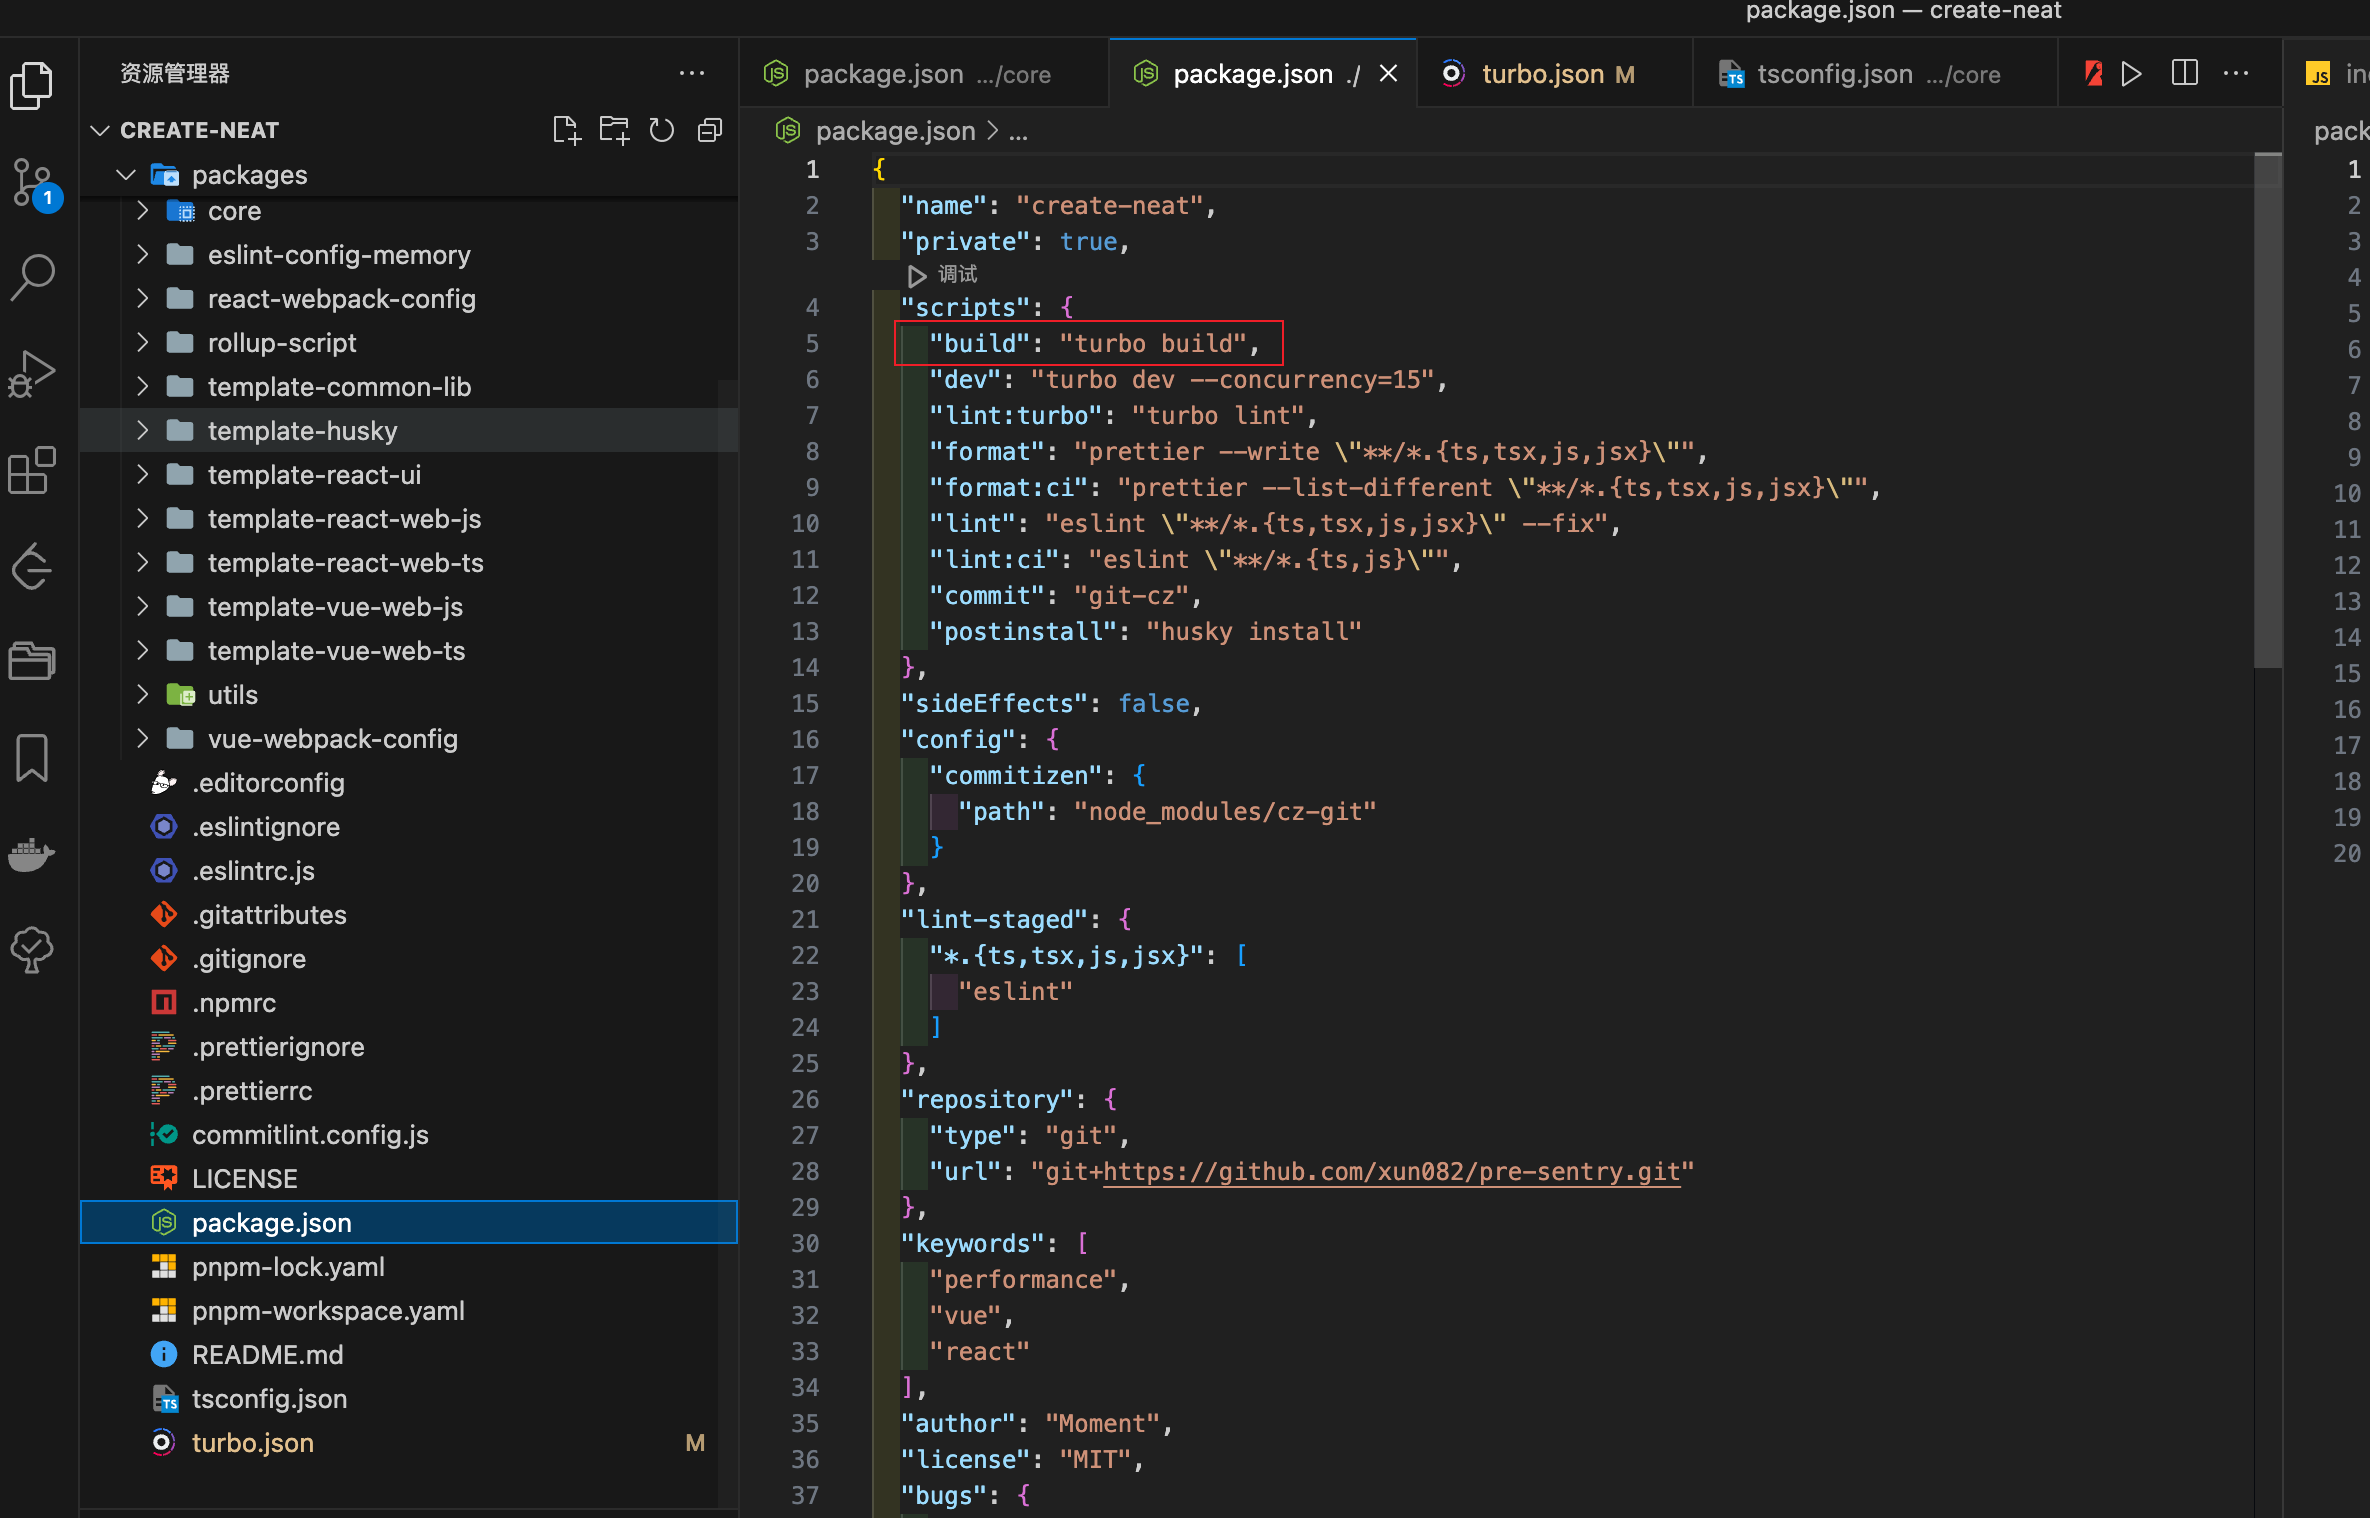 package.json — create-neat
资源管理器
CREATE-NEAT
packages
core
eslint-config-memory
react-webpack-config
rollup-script
template-common-lib
template-husky
template-react-ui
template-react-web-js
template-react-web-ts
template-vue-web-js
template-vue-web-ts
utils
vue-webpack-config
.editorconfig
.eslintignore
.eslintrc.js
.gitattributes
.gitignore
.npmrc
.prettierignore
.prettierrc
commitlint.config.js
LICENSE
package.json
pnpm-lock.yaml
pnpm-workspace.yaml
README.md
tsconfig.json
turbo.json M
1
package.json .../core
package.json ./
turbo.json M
tsconfig.json .../core
package.json > ...
1 {
2 "name": "create-neat",
3 "private": true,
调试
4 "scripts": {
5 "build": "turbo build",
6 "dev": "turbo dev --concurrency=15",
7 "lint:turbo": "turbo lint",
8 "format": "prettier --write \"**/*.{ts,tsx,js,jsx}\"",
9 "format:ci": "prettier --list-different \"**/*.{ts,tsx,js,jsx}\"",
10 "lint": "eslint \"**/*.{ts,tsx,js,jsx}\" --fix",
11 "lint:ci": "eslint \"**/*.{ts,js}\"",
12 "commit": "git-cz",
13 "postinstall": "husky install"
14 },
15 "sideEffects": false,
16 "config": {
17 "commitizen": {
18 "path": "node_modules/cz-git"
19 }
20 },
21 "lint-staged": {
22 "*.{ts,tsx,js,jsx}": [
23 "eslint"
24 ]
25 },
26 "repository": {
27 "type": "git",
28 "url": "git+https://github.com/xun082/pre-sentry.git"
29 },
30 "keywords": [
31 "performance",
32 "vue",
33 "react"
34 ],
35 "author": "Moment",
36 "license": "MIT",
37 "bugs": {
JS in
pack
1
2
3
4
5
6
7
8
9
10
11
12
13
14
15
16
17
18
19
20